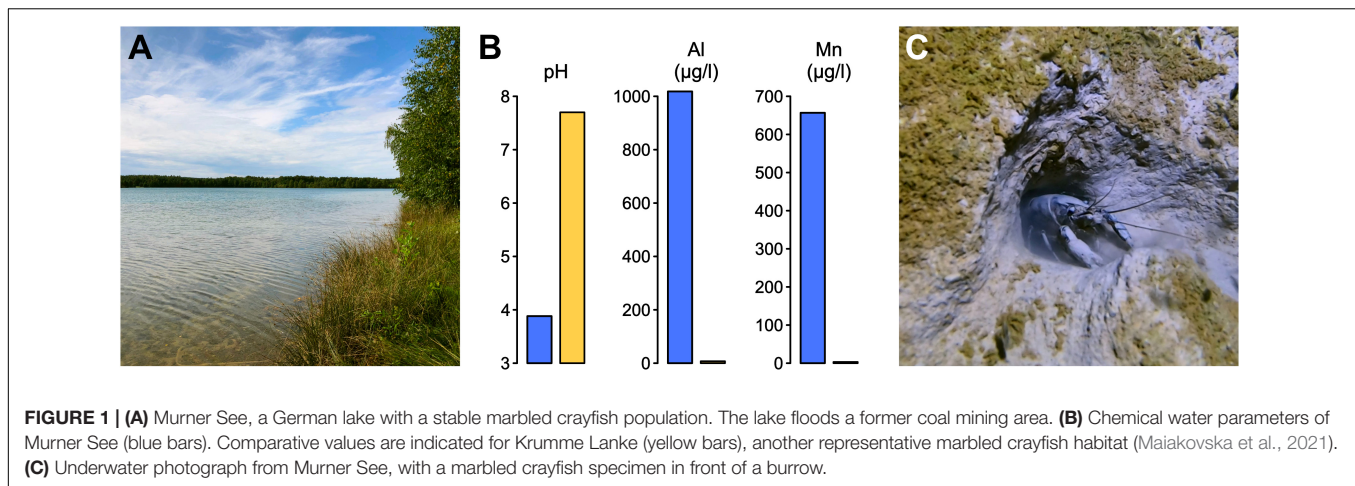 A
B
pH
8
7
6
5
4
3
Al
(µg/l)
1000
800
600
400
200
0
Mn
(µg/l)
700
600
500
400
300
200
100
0
C
FIGURE 1 | (A) Murner See, a German lake with a stable marbled crayfish population. The lake floods a former coal mining area. (B) Chemical water parameters of
Murner See (blue bars). Comparative values are indicated for Krumme Lanke (yellow bars), another representative marbled crayfish habitat (Maiakovska et al., 2021).
(C) Underwater photograph from Murner See, with a marbled crayfish specimen in front of a burrow.